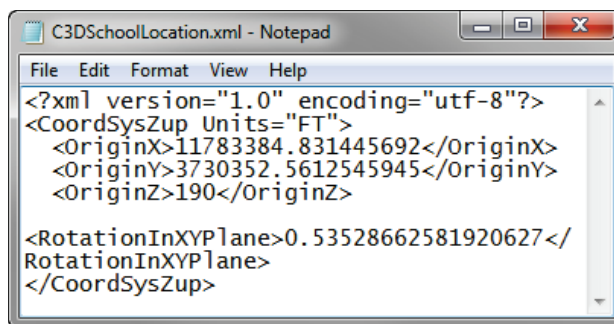 C3DSchoolLocation.xml - Notepad
File Edit Format View Help
<?xml version="1.0" encoding="utf-8"?>
<CoordSysZup Units="FT">
<OriginX>11783384.831445692</OriginX>
<OriginY>3730352.5612545945</OriginY>
<OriginZ>190</OriginZ>
<RotationInXYPlane>0.53528662581920627</
RotationInXYPlane>
</CoordSysZup>